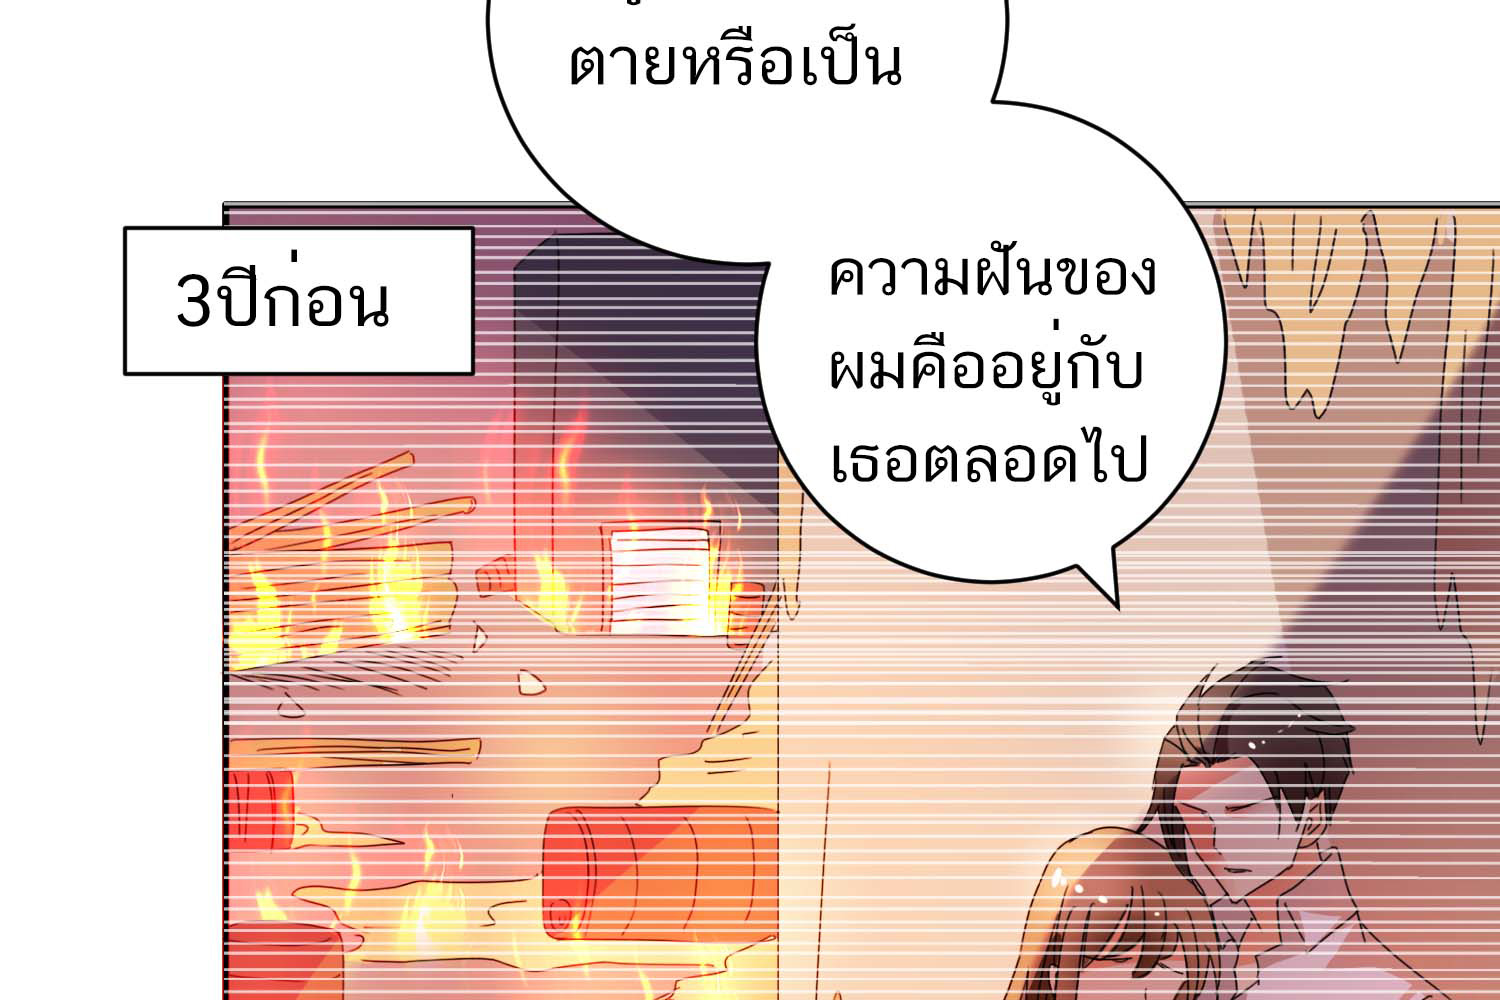 ตายหรือเป็น
3ปีก่อน
ความฝันของ
ผมคืออยู่กับ
เธอตลอดไป